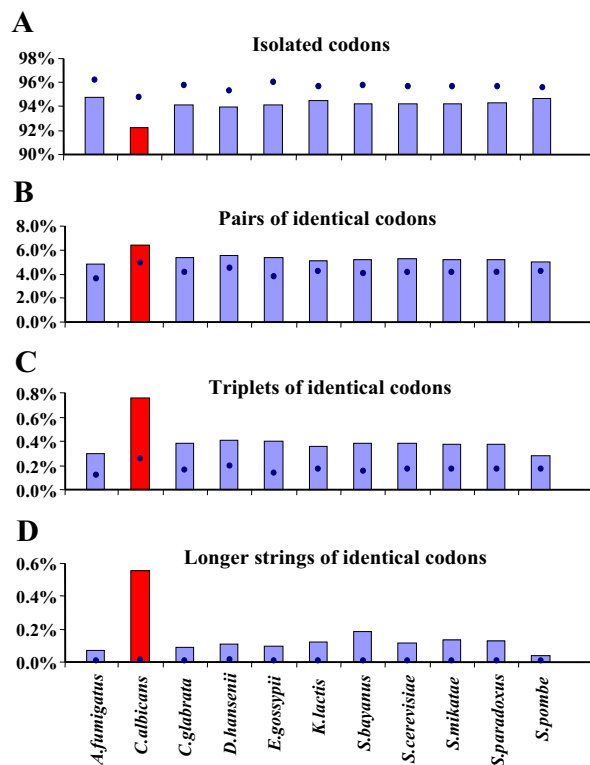 A
Isolated codons
98%
96%
94%
92%
90%
B
Pairs of identical codons
8.0%
6.0%
4.0%
2.0%
0.0%
C
Triplets of identical codons
0.8%
0.6%
0.4%
0.2%
0.0%
D
Longer strings of identical codons
0.6%
0.4%
0.2%
0.0%
A.fumigatus
C.albicans
C.glabrata
D.hansenii
E.gossypii
K.lactis
S.bayanus
S.cerevisiae
S.mikatae
S.paradoxus
S.pombe